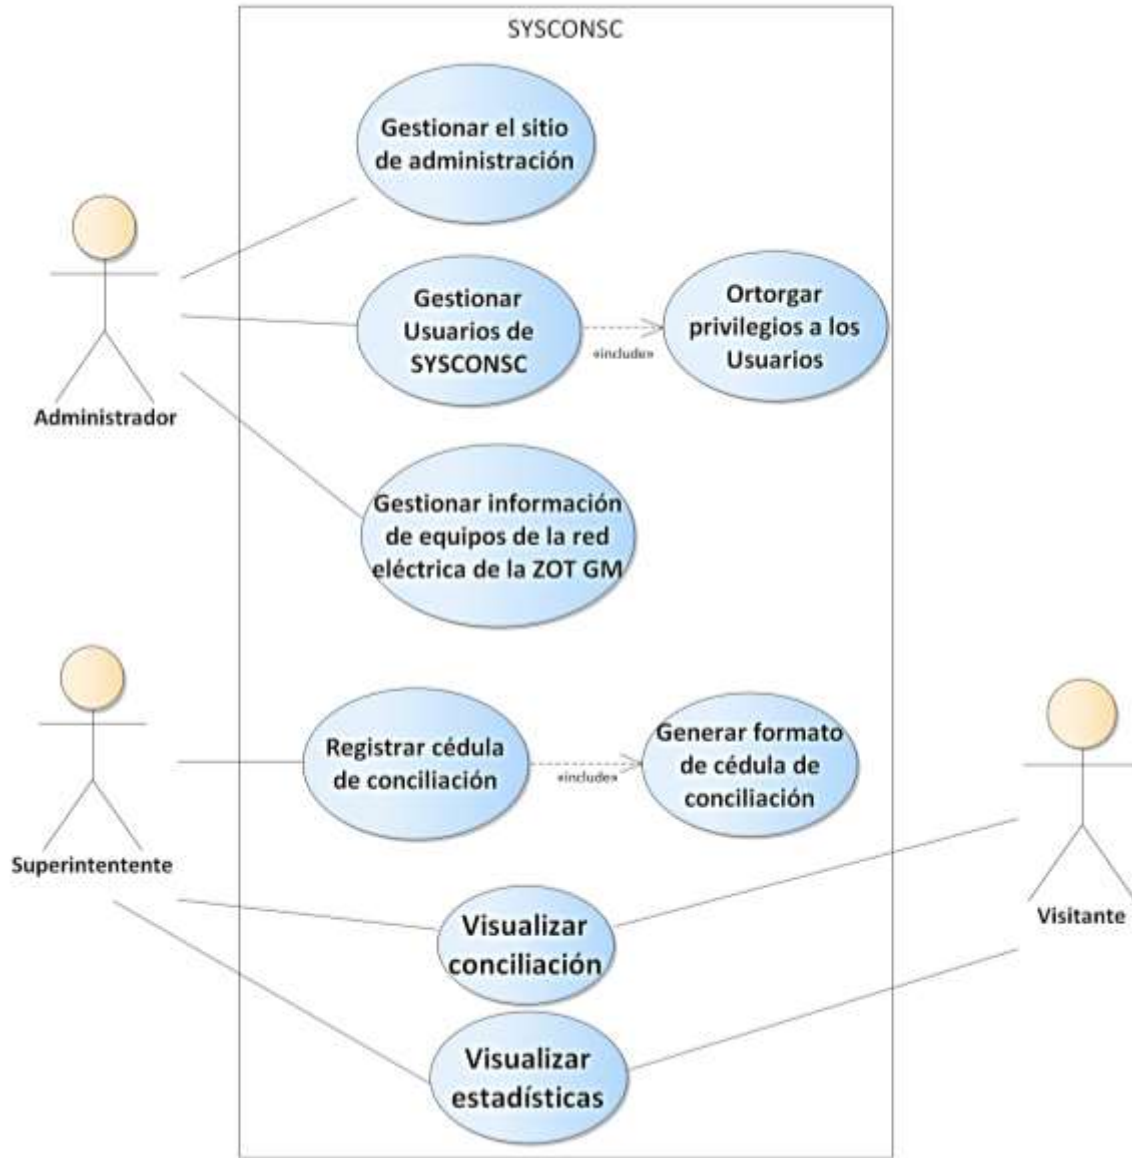 SYSCONSC
Gestionar el sitio
de administración
Administrador
Gestionar
Usuarios de
SYSCONSC
«include»
Ortorgar
privilegios a los
Usuarios
Gestionar información
de equipos de la red
eléctrica de la ZOT GM
Superintentente
Registrar cédula
de conciliación
«include»
Generar formato
de cédula de
conciliación
Visitante
Visualizar
conciliación
Visualizar
estadísticas